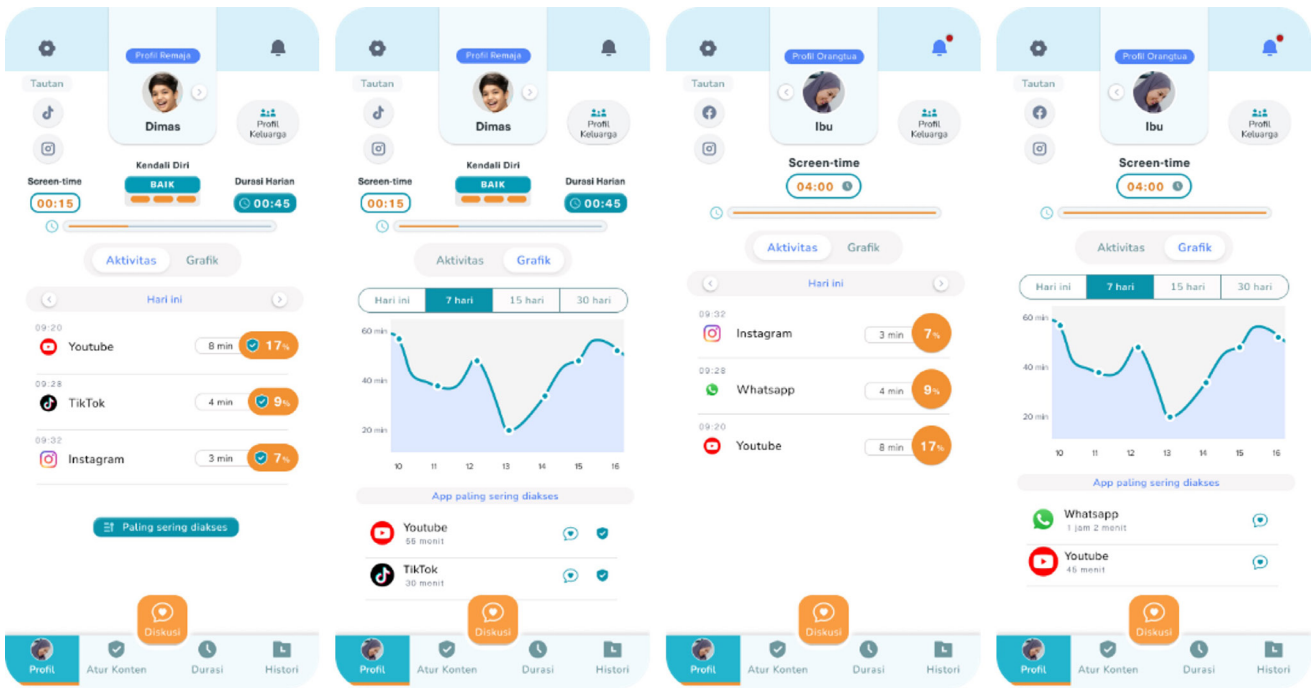 Profil Remaja
Tautan
Dimas
Profil
Keluarga
Kendali Diri
Screen-time
BAIK
Durasi Harian
00:15
00:45
Aktivitas
Grafik
Hari ini
09:20
Youtube
8 min
17%
09:28
TikTok
4 min
9%
09:32
Instagram
3 min
7%
Paling sering diakses
Diskusi
Profil
Atur Konten
Durasi
Histori
Profil Remaja
Tautan
Dimas
Profil
Keluarga
Kendali Diri
Screen-time
BAIK
Durasi Harian
00:15
00:45
Aktivitas
Grafik
Hari ini
7 hari
15 hari
30 hari
60 min
40 min
20 min
10 11 12 13 14 15 16
App paling sering diakses
Youtube
55 menit
TikTok
30 menit
Diskusi
Profil
Atur Konten
Durasi
Histori
Profil Orangtua
Tautan
Ibu
Profil
Keluarga
Screen-time
04:00
Aktivitas
Grafik
Hari ini
09:32
Instagram
3 min
7%
09:28
Whatsapp
4 min
9%
09:20
Youtube
8 min
17%
Diskusi
Profil
Atur Konten
Durasi
Histori
Profil Orangtua
Tautan
Ibu
Profil
Keluarga
Screen-time
04:00
Aktivitas
Grafik
Hari ini
7 hari
15 hari
30 hari
60 min
40 min
20 min
10 11 12 13 14 15 16
App paling sering diakses
Whatsapp
1 jam 2 menit
Youtube
45 menit
Diskusi
Profil
Atur Konten
Durasi
Histori